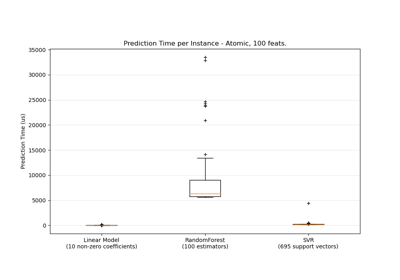 Prediction Time per Instance - Atomic, 100 feats.
35000
30000
25000
20000
15000
10000
5000
0
Prediction Time (us)
Linear Model
(10 non-zero coefficients)
RandomForest
(100 estimators)
SVR
(695 support vectors)